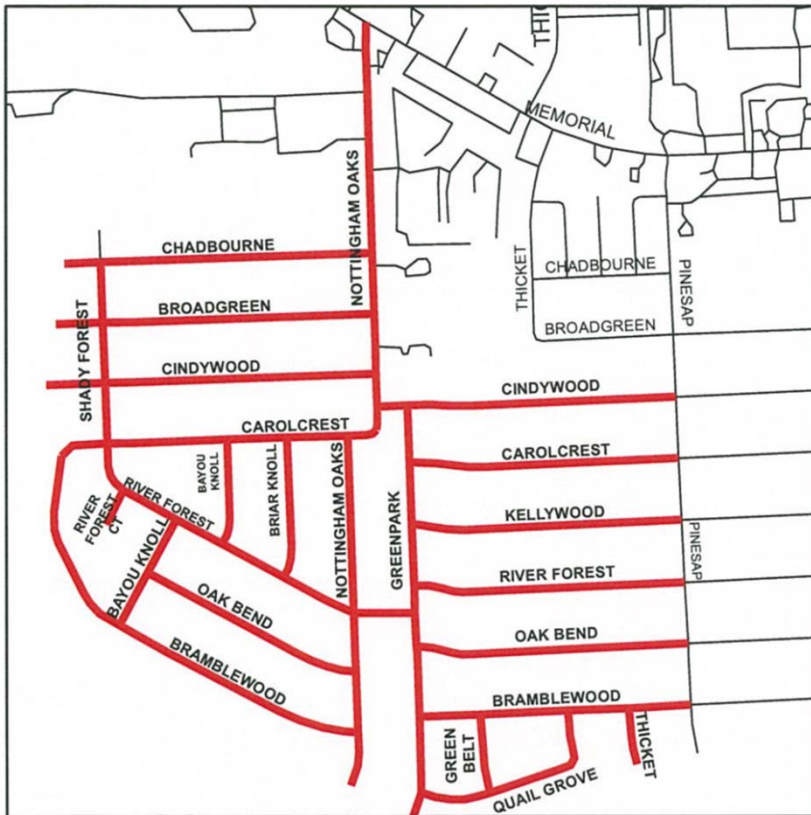 THICKET
MEMORIAL
NOTTINGHAM OAKS
CHADBOURNE
THICKET
CHADBOURNE
PINESAP
BROADGREEN
BROADGREEN
SHADY FOREST
CINDYWOOD
CINDYWOOD
CAROLCREST
BAYOU
KNOLL
BRIAR KNOLL
NOTTINGHAM OAKS
CAROLCREST
RIVER FOREST
RIVER
FOREST
CT
GREENPARK
KELLYWOOD
PINESAP
BAYOU KNOLL
RIVER FOREST
OAK BEND
OAK BEND
BRAMBLEWOOD
BRAMBLEWOOD
GREEN
BELT
THICKET
QUAIL GROVE